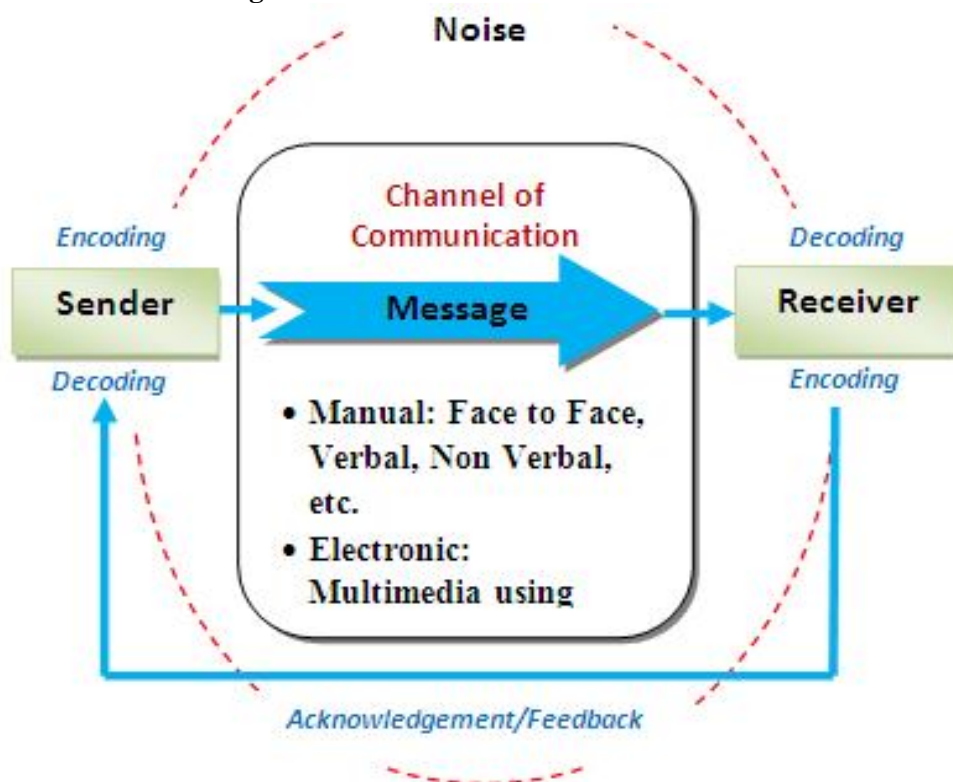 Noise
Channel of
Communication
Encoding
Decoding
Sender
Message
Receiver
Decoding
Encoding
• Manual: Face to Face,
Verbal, Non Verbal,
etc.
• Electronic:
Multimedia using
Acknowledgement/Feedback